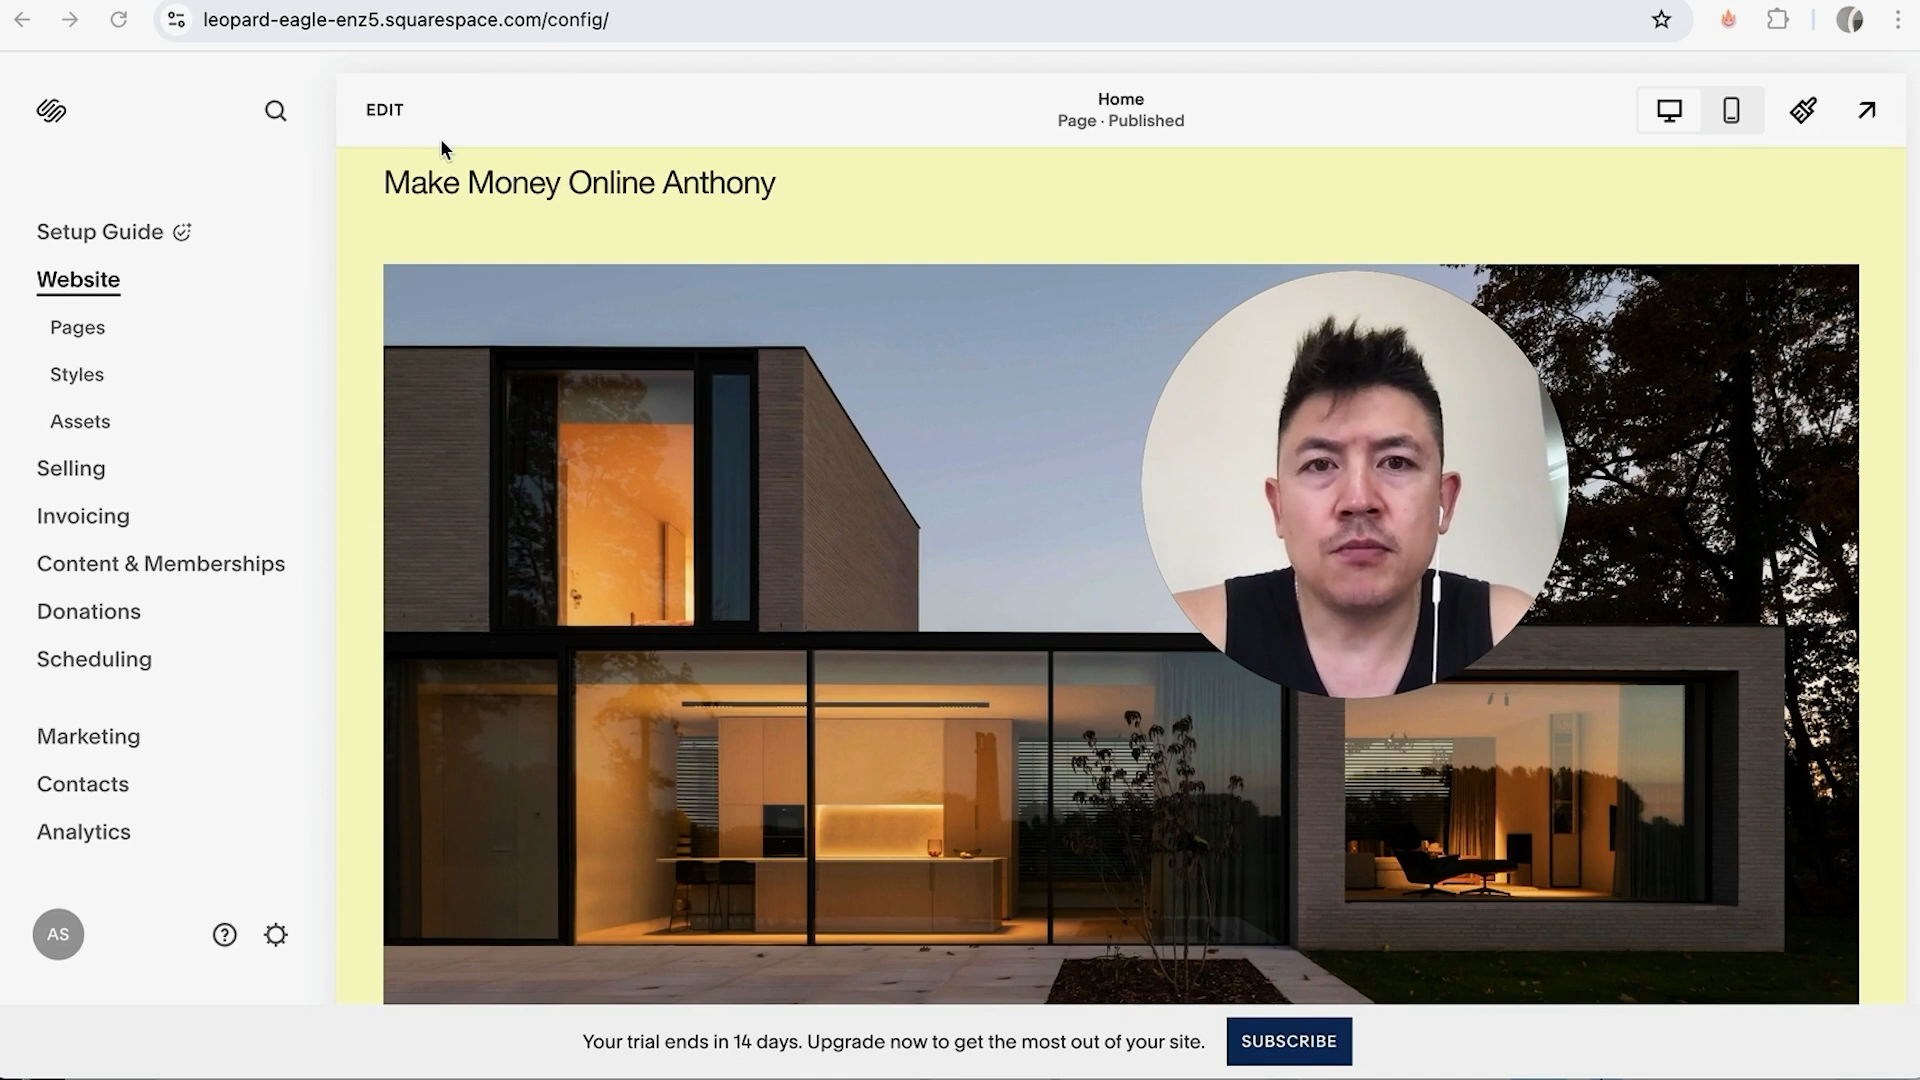 leopard-eagle-enz5.squarespace.com/config/
EDIT
Home
Page · Published
Make Money Online Anthony
Setup Guide
Website
Pages
Styles
Assets
Selling
Invoicing
Content & Memberships
Donations
Scheduling
Marketing
Contacts
Analytics
AS
Your trial ends in 14 days. Upgrade now to get the most out of your site.
SUBSCRIBE